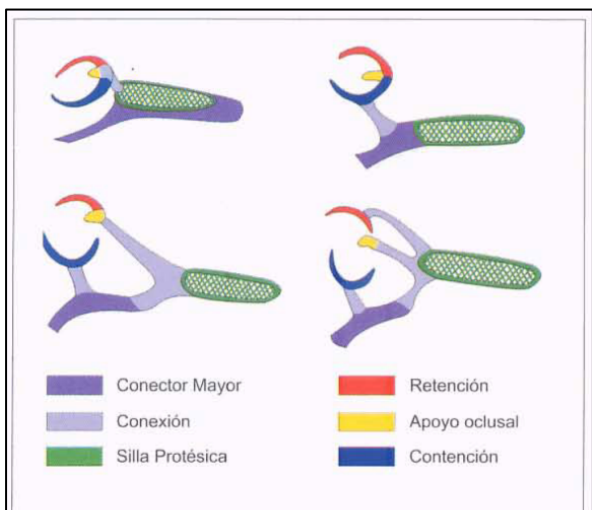 Conector Mayor
Conexión
Silla Protésica
Retención
Apoyo oclusal
Contención